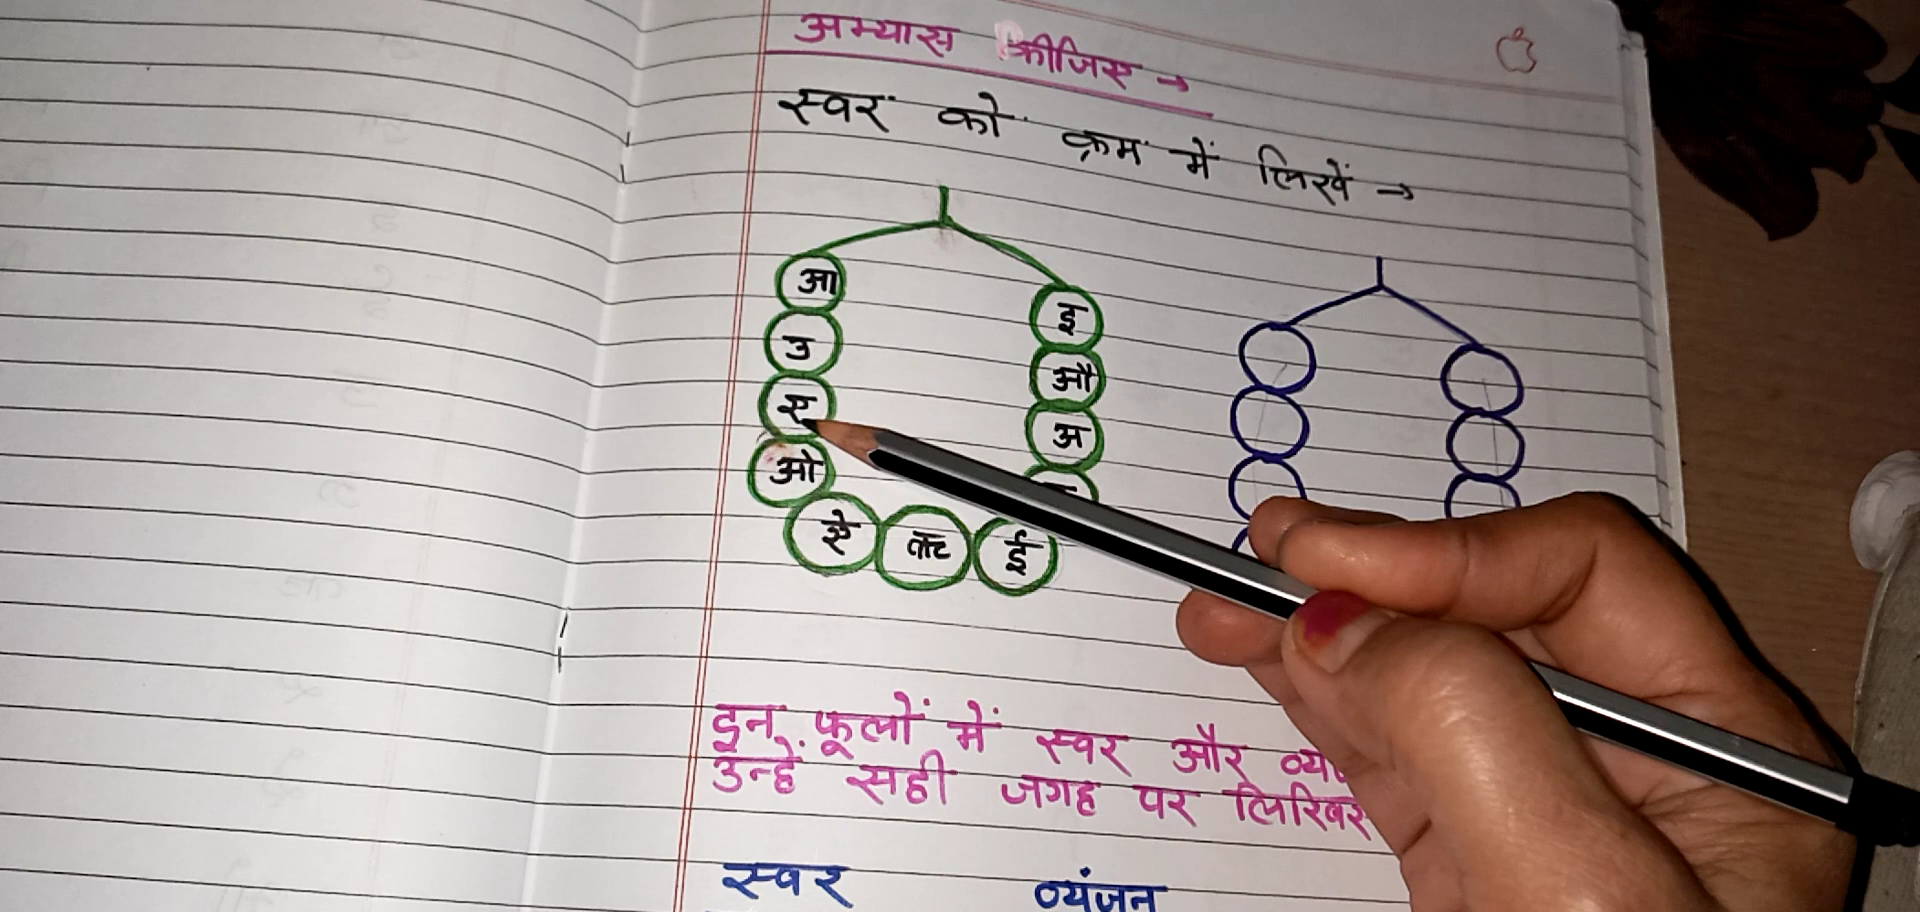 अभ्यास कीजिए →
स्वर को क्रम में लिखें →
आ इ
उ औ
ए अ
ओ
ऐ ऋ ई
इन फूलों में स्वर और
उन्हें सही जगह पर लिखिए
स्वर व्यंजन